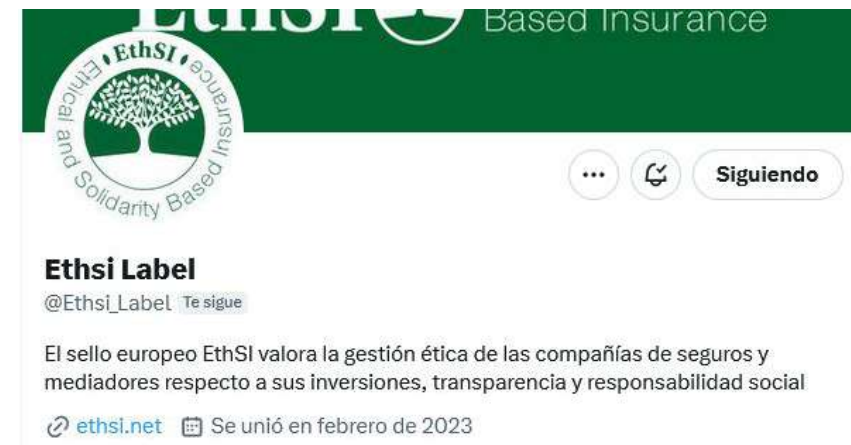 EthSI Based Insurance
• EthSI •
Ethical and Solidarity Based Insurance
Siguiendo
Ethsi Label
@Ethsi_Label Te sigue
El sello europeo EthSI valora la gestión ética de las compañías de seguros y
mediadores respecto a sus inversiones, transparencia y responsabilidad social
ethsi.net Se unió en febrero de 2023